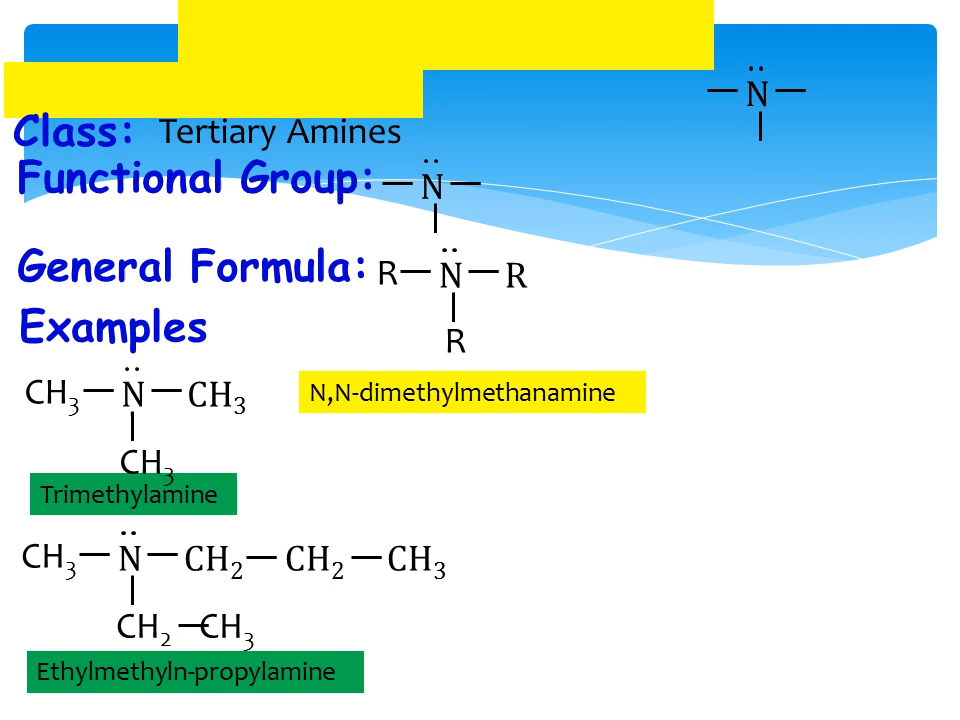 N
Class: Tertiary Amines
Functional Group: N
General Formula: R N R
R
Examples
CH3 N CH3
CH3
N,N-dimethylmethanamine
Trimethylamine
CH3 N CH2 CH2 CH3
CH2 CH3
Ethylmethyln-propylamine